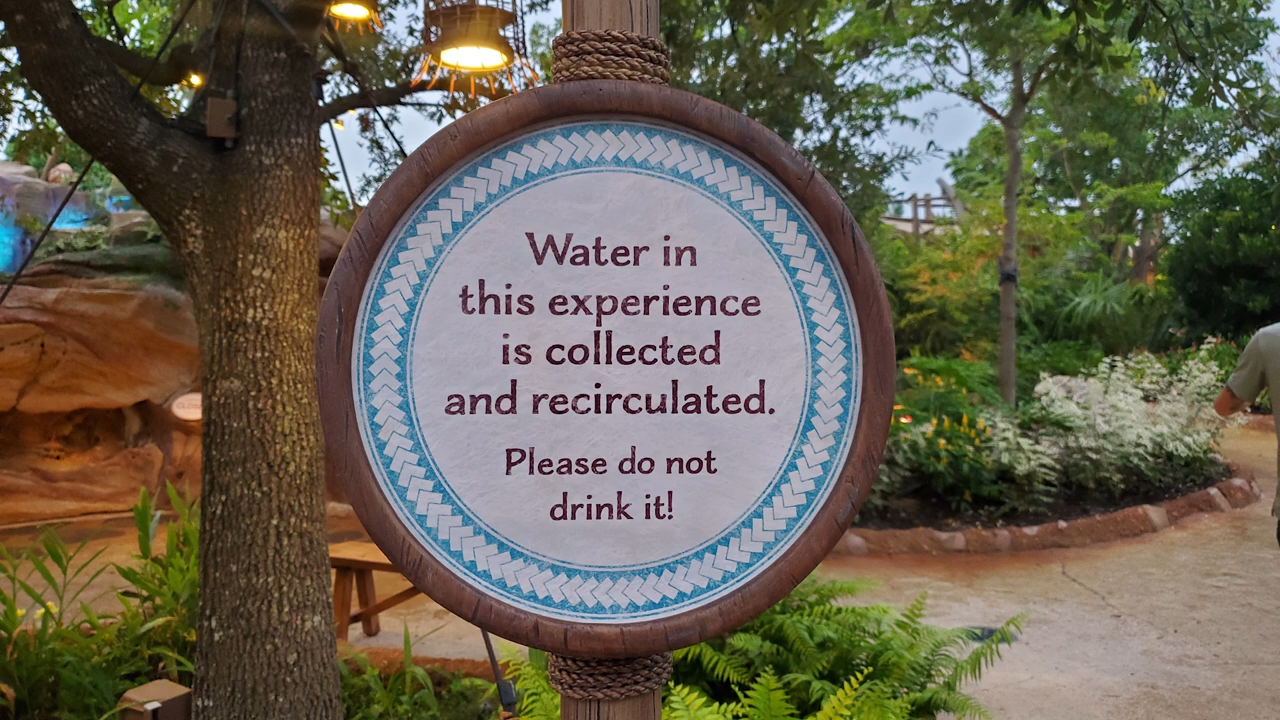 Water in
this experience
is collected
and recirculated.
Please do not
drink it!